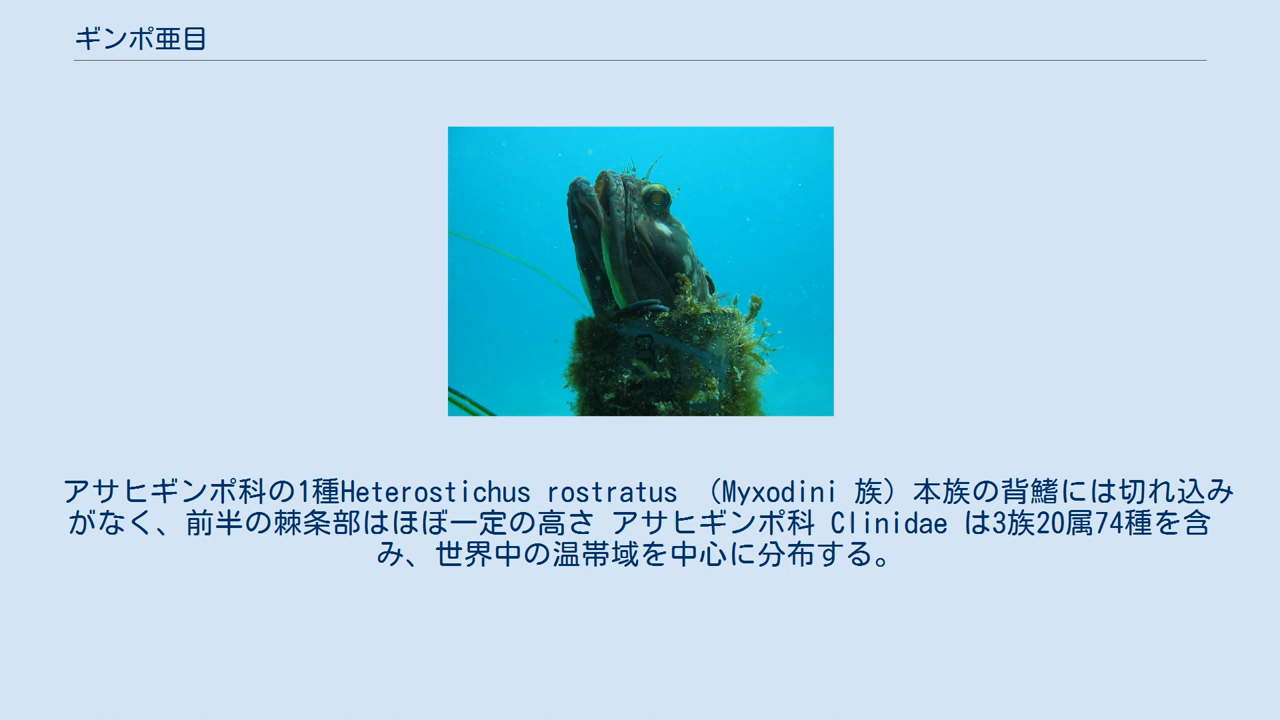 ギンポ亜目
アサヒギンポ科の1種Heterostichus rostratus （Myxodini 族）本族の背鰭には切れ込み
がなく、前半の棘条部はほぼ一定の高さ アサヒギンポ科 Clinidae は3族20属74種を含
み、世界中の温帯域を中心に分布する。